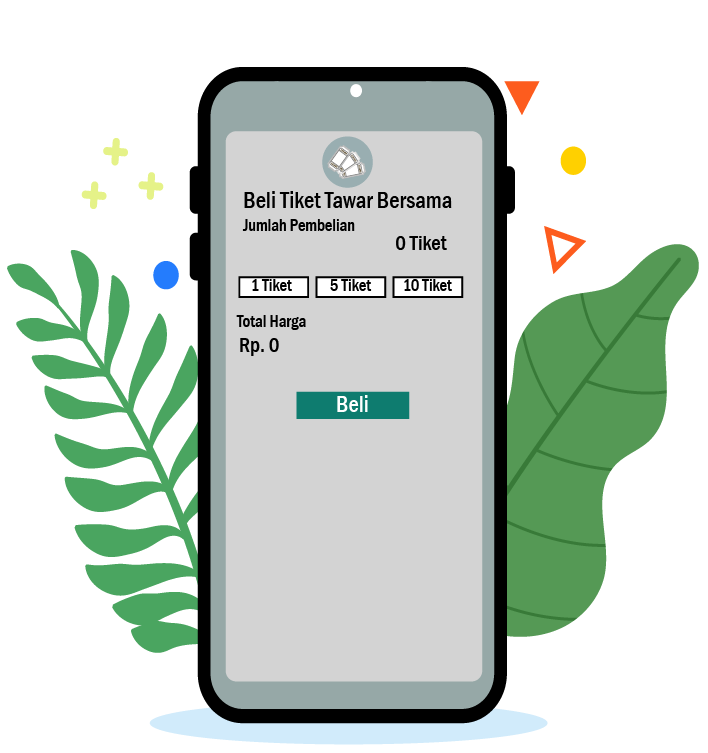 Beli Tiket Tawar Bersama
Jumlah Pembelian
0 Tiket
1 Tiket 5 Tiket 10 Tiket
Total Harga
Rp. 0
Beli